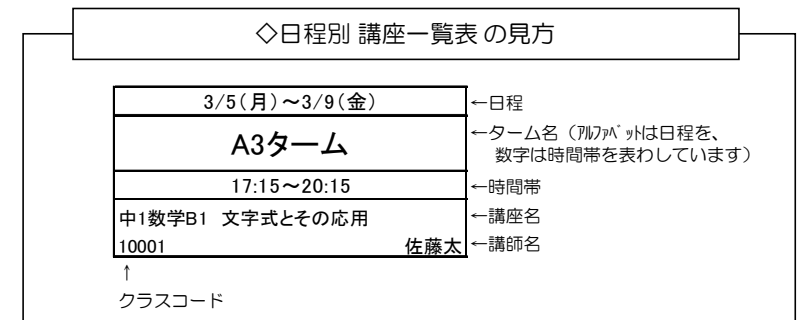 ◇日程別 講座一覧表 の見方
3/5(月)～3/9(金) ←日程
A3ターム ←ターム名（ｱﾙﾌｧﾍﾞｯﾄは日程を、
数字は時間帯を表わしています）
17:15～20:15 ←時間帯
中1数学B1 文字式とその応用 ←講座名
10001 佐藤太 ←講師名
↑
クラスコード